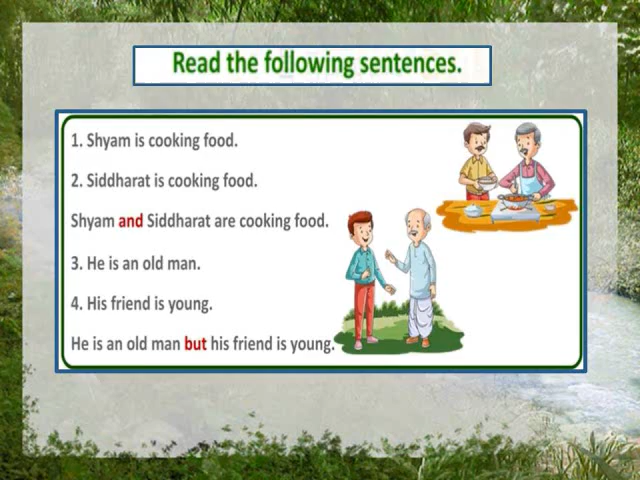 Read the following sentences.
1. Shyam is cooking food.
2. Siddharat is cooking food.
Shyam and Siddharat are cooking food.
3. He is an old man.
4. His friend is young.
He is an old man but his friend is young.